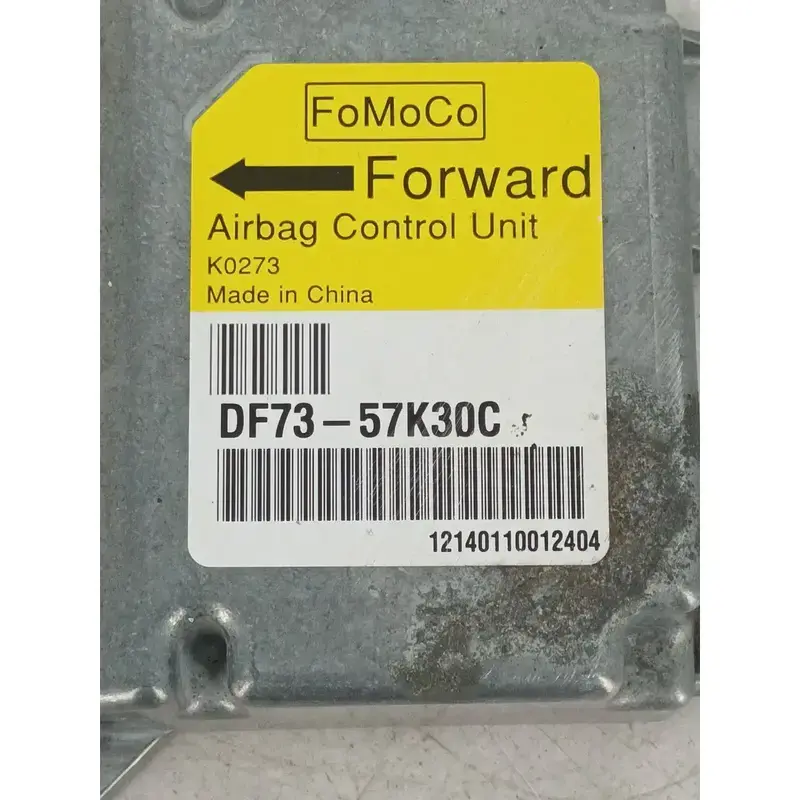 FoMoCo
Forward
Airbag Control Unit
K0273
Made in China
DF73-57K30C
12140110012404